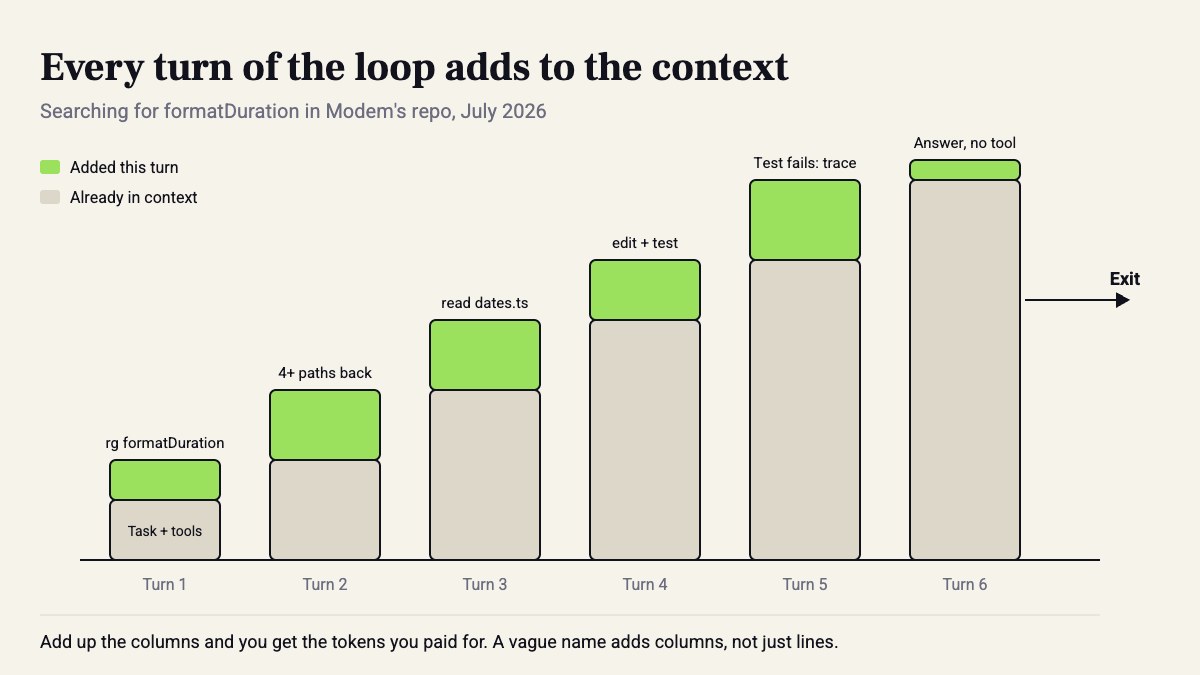 Every turn of the loop adds to the context
Searching for formatDuration in Modem's repo, July 2026
Added this turn
Already in context
rg formatDuration
4+ paths back
read dates.ts
edit + test
Test fails: trace
Answer, no tool
Exit
Task + tools
Turn 1
Turn 2
Turn 3
Turn 4
Turn 5
Turn 6
Add up the columns and you get the tokens you paid for. A vague name adds columns, not just lines.